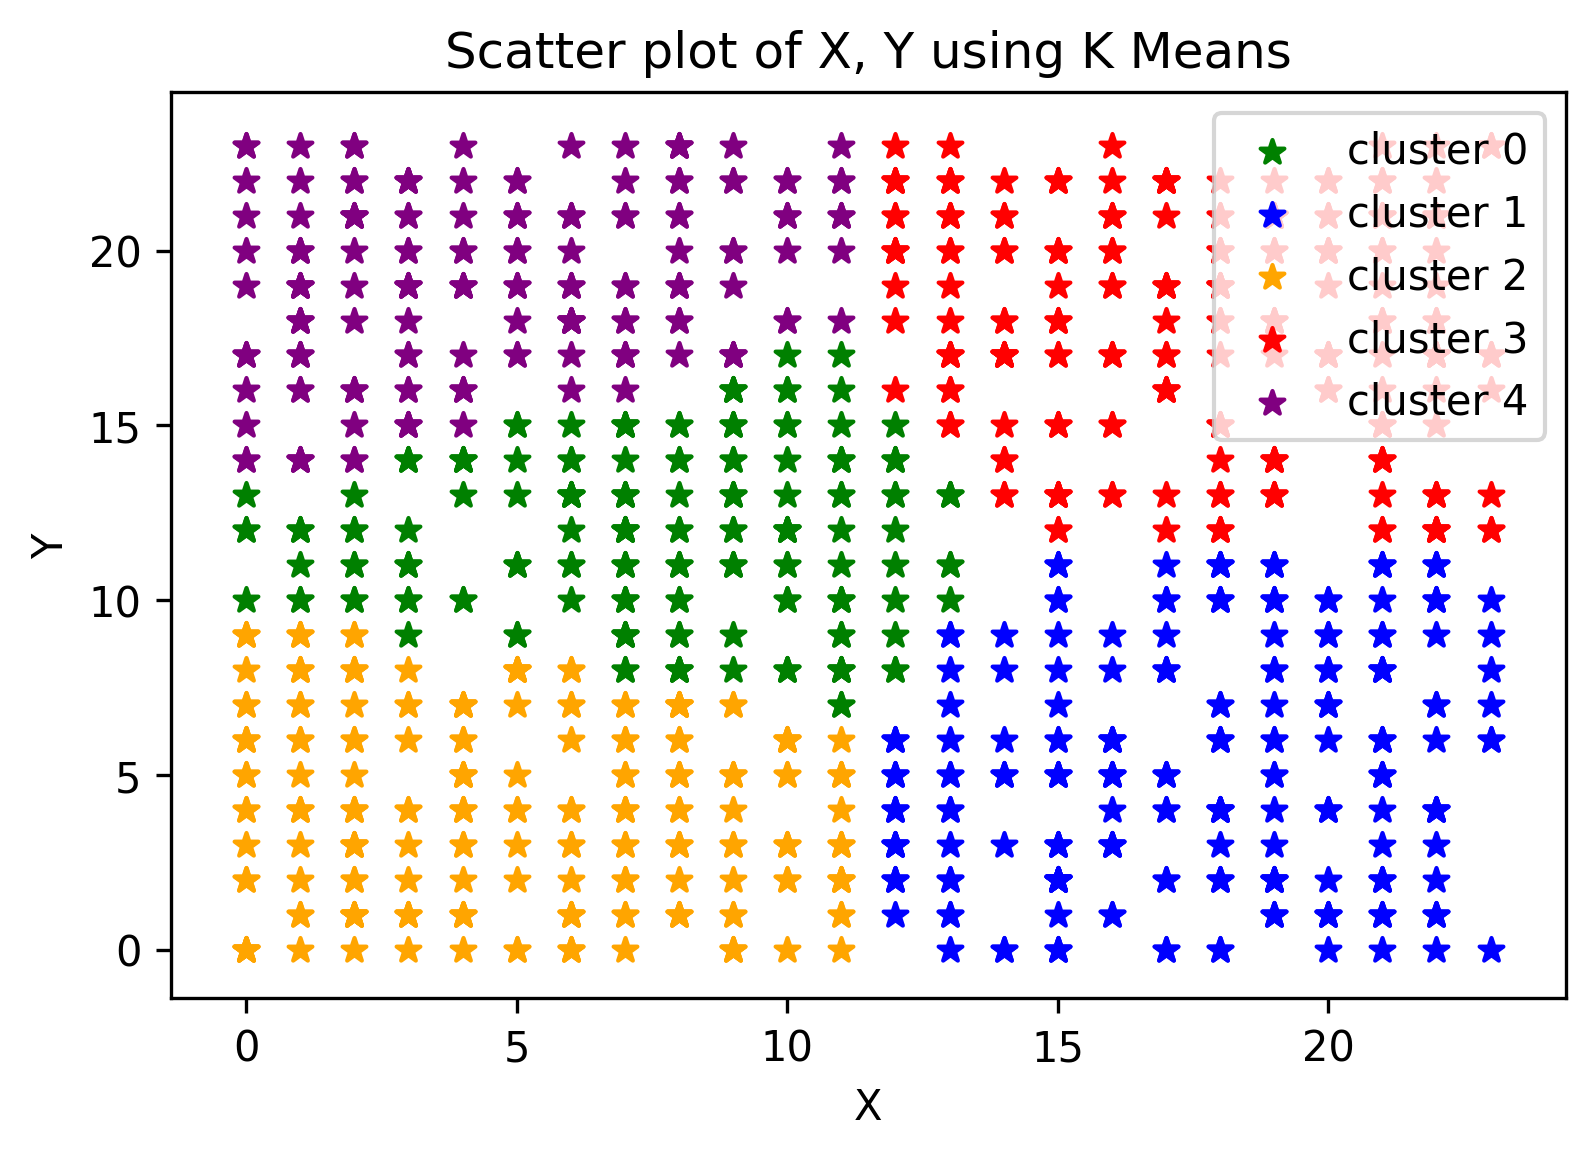 Scatter plot of X, Y using K Means
cluster 0
cluster 1
cluster 2
cluster 3
cluster 4
Y
20
15
10
5
0
0 5 10 15 20
X